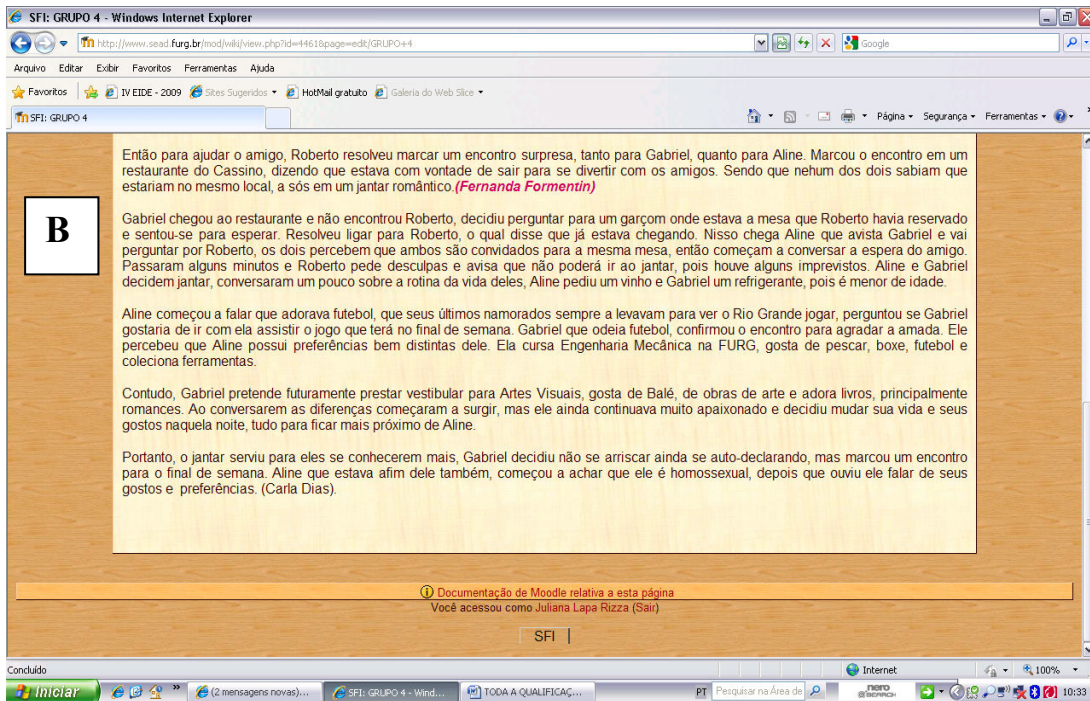 SFI: GRUPO 4 - Windows Internet Explorer
http://www.sead.furg.br/mod/wiki/view.php?id=4461&page=edit/GRUPO+4
Google
Arquivo Editar Exibir Favoritos Ferramentas Ajuda
Favoritos IV EIDE - 2009 Sites Sugeridos HotMail gratuito Galeria do Web Slice
SFI: GRUPO 4 Página Segurança Ferramentas
Então para ajudar o amigo, Roberto resolveu marcar um encontro surpresa, tanto para Gabriel, quanto para Aline. Marcou o encontro em um
restaurante do Cassino, dizendo que estava com vontade de sair para se divertir com os amigos. Sendo que nehum dos dois sabiam que
estariam no mesmo local, a sós em um jantar romântico.(Fernanda Formentin)
B
Gabriel chegou ao restaurante e não encontrou Roberto, decidiu perguntar para um garçom onde estava a mesa que Roberto havia reservado
e sentou-se para esperar. Resolveu ligar para Roberto, o qual disse que já estava chegando. Nisso chega Aline que avista Gabriel e vai
perguntar por Roberto, os dois percebem que ambos são convidados para a mesma mesa, então começam a conversar a espera do amigo.
Passaram alguns minutos e Roberto pede desculpas e avisa que não poderá ir ao jantar, pois houve alguns imprevistos. Aline e Gabriel
decidem jantar, conversaram um pouco sobre a rotina da vida deles, Aline pediu um vinho e Gabriel um refrigerante, pois é menor de idade.
Aline começou a falar que adorava futebol, que seus últimos namorados sempre a levavam para ver o Rio Grande jogar, perguntou se Gabriel
gostaria de ir com ela assistir o jogo que terá no final de semana. Gabriel que odeia futebol, confirmou o encontro para agradar a amada. Ele
percebeu que Aline possui preferências bem distintas dele. Ela cursa Engenharia Mecânica na FURG, gosta de pescar, boxe, futebol e
coleciona ferramentas.
Contudo, Gabriel pretende futuramente prestar vestibular para Artes Visuais, gosta de Balé, de obras de arte e adora livros, principalmente
romances. Ao conversarem as diferenças começaram a surgir, mas ele ainda continuava muito apaixonado e decidiu mudar sua vida e seus
gostos naquela noite, tudo para ficar mais próximo de Aline.
Portanto, o jantar serviu para eles se conhecerem mais, Gabriel decidiu não se arriscar ainda se auto-declarando, mas marcou um encontro
para o final de semana. Aline que estava afim dele também, começou a achar que ele é homossexual, depois que ouviu ele falar de seus
gostos e preferências. (Carla Dias).
Documentação de Moodle relativa a esta página
Você acessou como Juliana Lapa Rizza (Sair)
SFI
Concluído Internet 100%
Iniciar (2 mensagens novas)... SFI: GRUPO 4 - Wind... TODA A QUALIFICAÇ... PT Pesquisar na Área de nero SEARCH 10:33